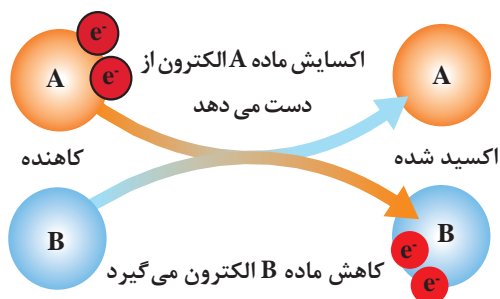 e-
A
e-
اکسایش ماده A الکترون از
دست می دهد
A
کاهنده
اکسید شده
B
B
e-
e-
کاهش ماده B الکترون می‌گیرد